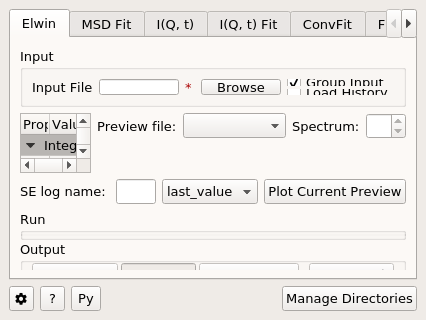 Elwin MSD Fit I(Q, t) I(Q, t) Fit ConvFit F
Input
Input File * Browse Group Input
Load History
Prop Valu Preview file: Spectrum:
Integ
SE log name: last_value Plot Current Preview
Run
Output
? Py Manage Directories